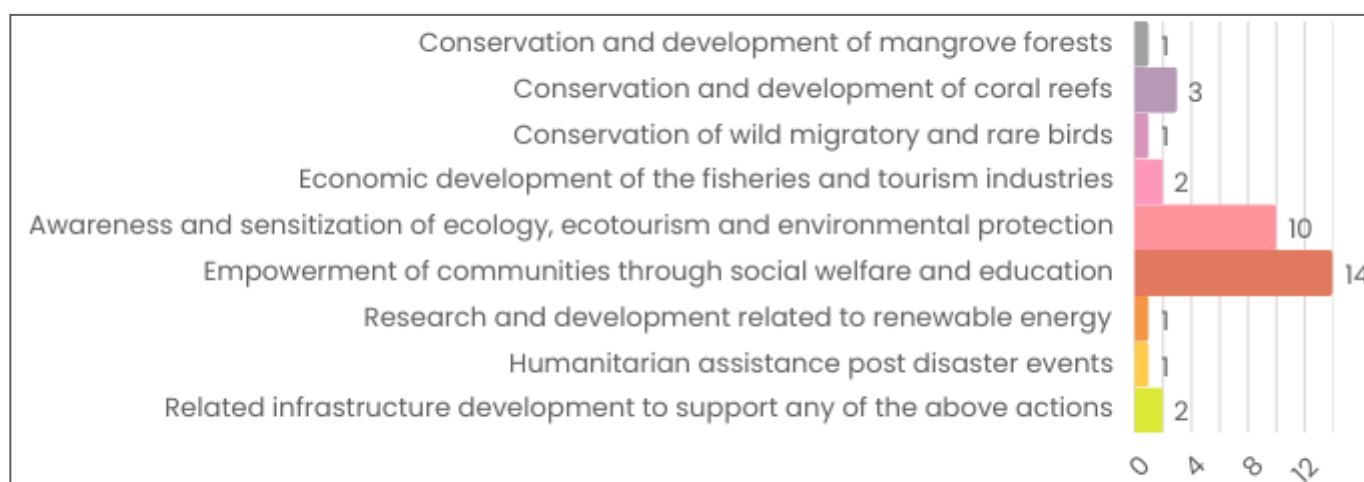 Conservation and development of mangrove forests 1
Conservation and development of coral reefs 3
Conservation of wild migratory and rare birds 1
Economic development of the fisheries and tourism industries 2
Awareness and sensitization of ecology, ecotourism and environmental protection 10
Empowerment of communities through social welfare and education 14
Research and development related to renewable energy 1
Humanitarian assistance post disaster events 1
Related infrastructure development to support any of the above actions 2
0 4 8 12